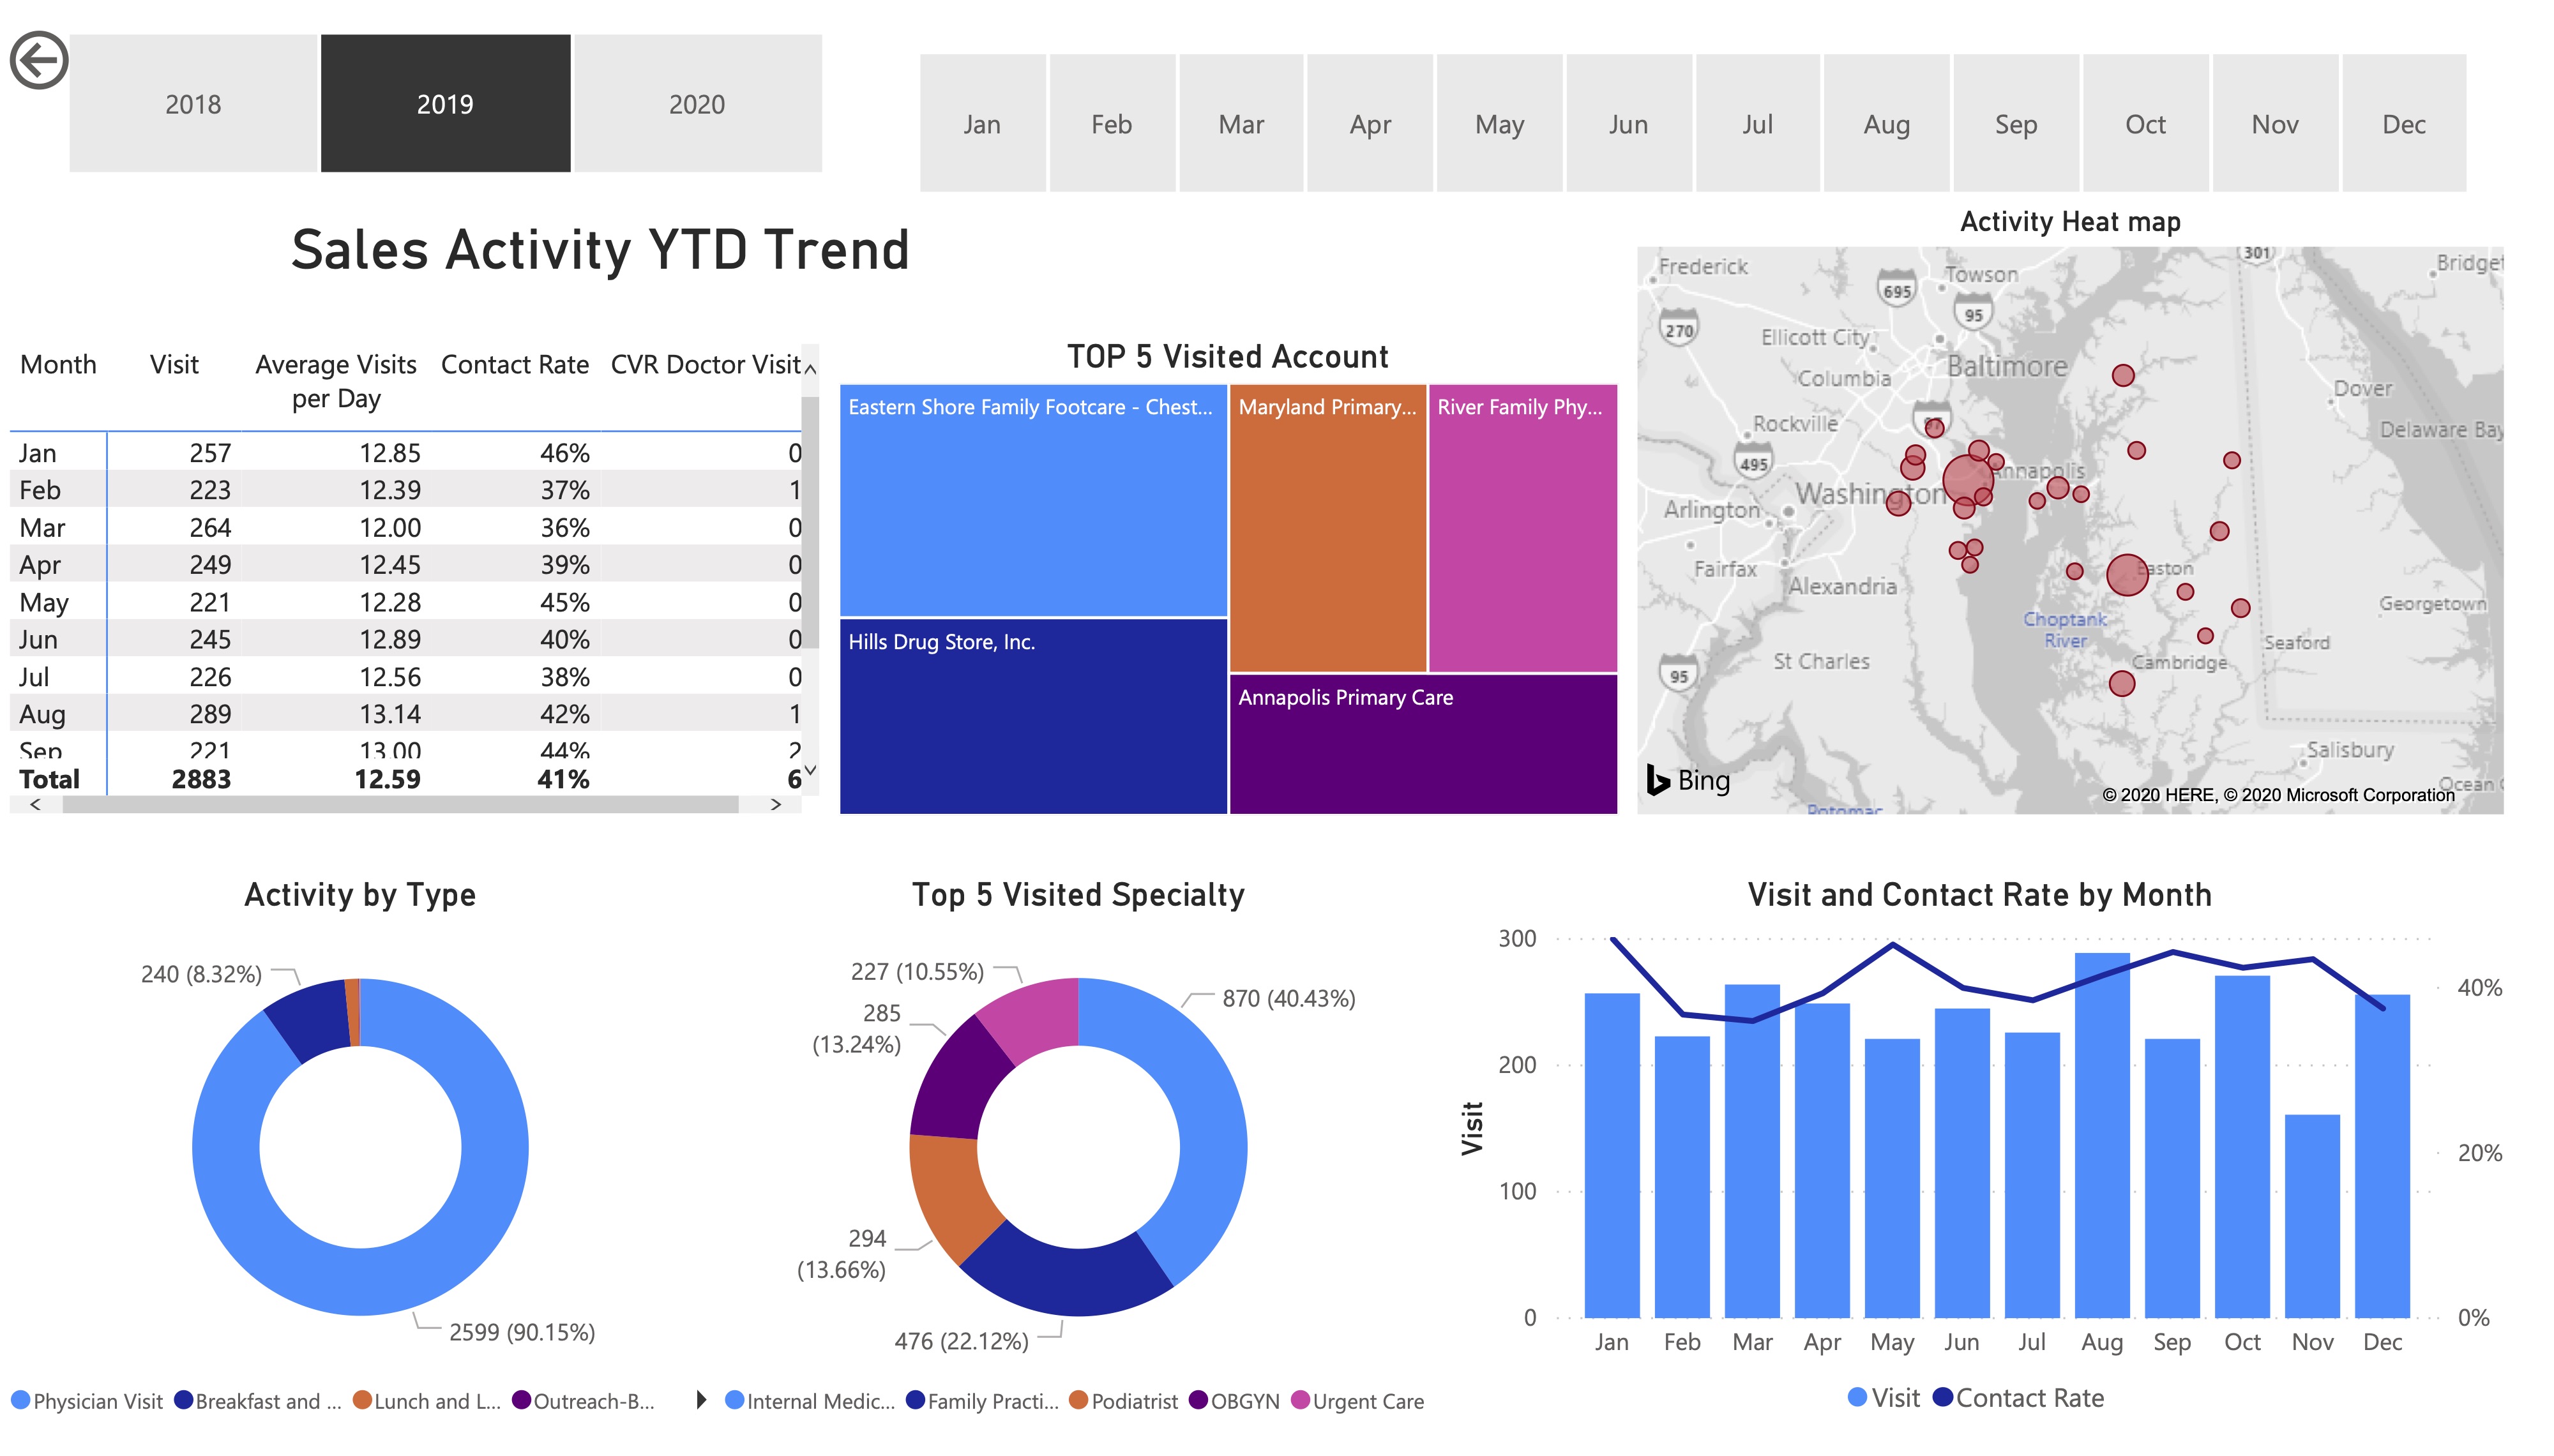 2018 2019 2020
Jan Feb Mar Apr May Jun Jul Aug Sep Oct Nov Dec
Sales Activity YTD Trend
Month Visit Average Visits per Day Contact Rate CVR Doctor Visit
Jan 257 12.85 46% 0
Feb 223 12.39 37% 1
Mar 264 12.00 36% 0
Apr 249 12.45 39% 0
May 221 12.28 45% 0
Jun 245 12.89 40% 0
Jul 226 12.56 38% 0
Aug 289 13.14 42% 1
Sep 221 13.00 44% 2
Total 2883 12.59 41% 6
TOP 5 Visited Account
Eastern Shore Family Footcare - Chest...
Maryland Primary...
River Family Phy...
Hills Drug Store, Inc.
Annapolis Primary Care
Activity Heat map
301
Frederick
Towson
Bridget
695
95
270
Ellicott City
Baltimore
Columbia
Dover
97
Rockville
Delaware Bay
495
Annapolis
Washington
Arlington
Fairfax
Easton
Alexandria
Georgetown
Choptank
River
Seaford
St Charles
Cambridge
95
Salisbury
Bing
Ocean
© 2020 HERE, © 2020 Microsoft Corporation
Potomac
Activity by Type
240 (8.32%)
2599 (90.15%)
Physician Visit Breakfast and ... Lunch and L... Outreach-B...
Top 5 Visited Specialty
227 (10.55%)
870 (40.43%)
285
(13.24%)
294
(13.66%)
476 (22.12%)
Internal Medic... Family Practi... Podiatrist OBGYN Urgent Care
Visit and Contact Rate by Month
300
40%
200
Visit
20%
100
0
0%
Jan Feb Mar Apr May Jun Jul Aug Sep Oct Nov Dec
Visit Contact Rate